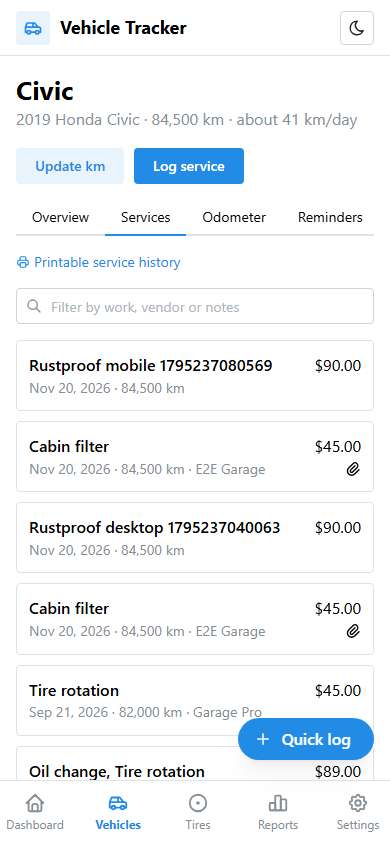 Vehicle Tracker
Civic
2019 Honda Civic · 84,500 km · about 41 km/day
Update km
Log service
Overview
Services
Odometer
Reminders
Printable service history
Filter by work, vendor or notes
Rustproof mobile 1795237080569
$90.00
Nov 20, 2026 · 84,500 km
Cabin filter
$45.00
Nov 20, 2026 · 84,500 km · E2E Garage
Rustproof desktop 1795237040063
$90.00
Nov 20, 2026 · 84,500 km
Cabin filter
$45.00
Nov 20, 2026 · 84,500 km · E2E Garage
Tire rotation
$45.00
Sep 21, 2026 · 82,000 km · Garage Pro
Quick log
Oil change, Tire rotation
$89.00
Dashboard
Vehicles
Tires
Reports
Settings